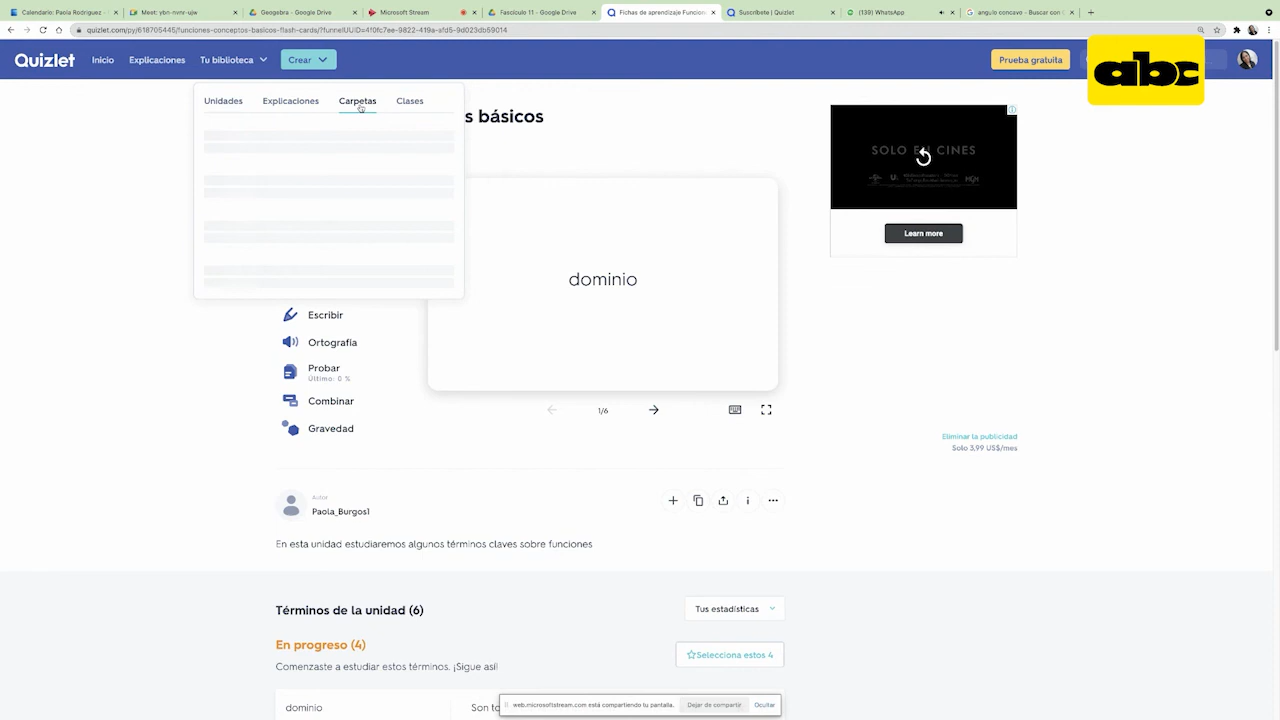 Calendario: Paola Rodriguez -
Meet: ybn-nvnr-ujw
Geogebra - Google Drive
Microsoft Stream
Fascículo 11 - Google Drive
Fichas de aprendizaje Funcion
Suscríbete | Quizlet
(139) WhatsApp
angulo concavo - Buscar con
quizlet.com/py/618705445/funciones-conceptos-basicos-flash-cards/?funnelUUID=4f0fc7ee-9822-419a-afd5-9d023db59014
Quizlet
Inicio
Explicaciones
Tu biblioteca
Crear
Prueba gratuita
abc
Unidades
Explicaciones
Carpetas
Clases
s básicos
SOLO EN CINES
MGM
Learn more
dominio
Escribir
Ortografía
Probar
Último: 0 %
Combinar
Gravedad
1/6
Eliminar la publicidad
Solo 3,99 US$/mes
Autor
Paola_Burgos1
En esta unidad estudiaremos algunos términos claves sobre funciones
Términos de la unidad (6)
Tus estadísticas
En progreso (4)
Comenzaste a estudiar estos términos. ¡Sigue así!
Selecciona estos 4
dominio
Son to
web.microsoftstream.com está compartiendo tu pantalla.
Dejar de compartir
Ocultar